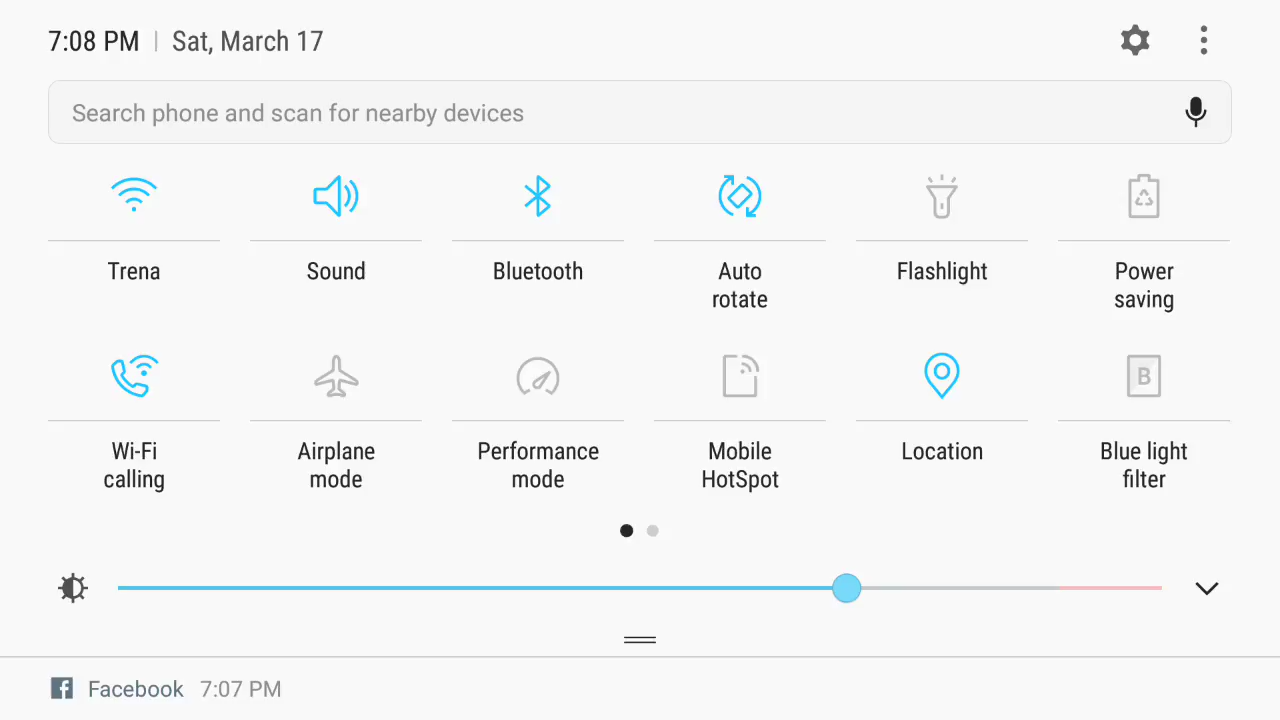 7:08 PM | Sat, March 17
Search phone and scan for nearby devices
Trena
Sound
Bluetooth
Auto
rotate
Flashlight
Power
saving
Wi-Fi
calling
Airplane
mode
Performance
mode
Mobile
HotSpot
Location
B
Blue light
filter
Facebook 7:07 PM